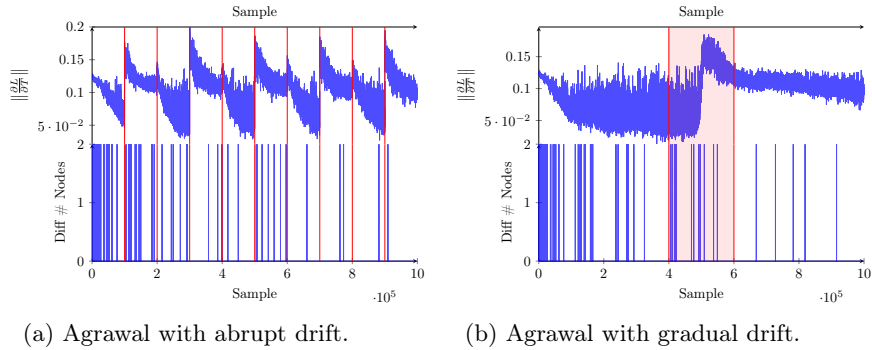 Sample
Sample
0.2
0.15
0.1
5 · 10⁻²
‖∂L/∂T‖
0.15
0.1
5 · 10⁻²
‖∂L/∂T‖
2
1
0
Diff # Nodes
2
1
0
Diff # Nodes
0 2 4 6 8 10
0 2 4 6 8 10
Sample ·10⁵
Sample ·10⁵
(a) Agrawal with abrupt drift.
(b) Agrawal with gradual drift.